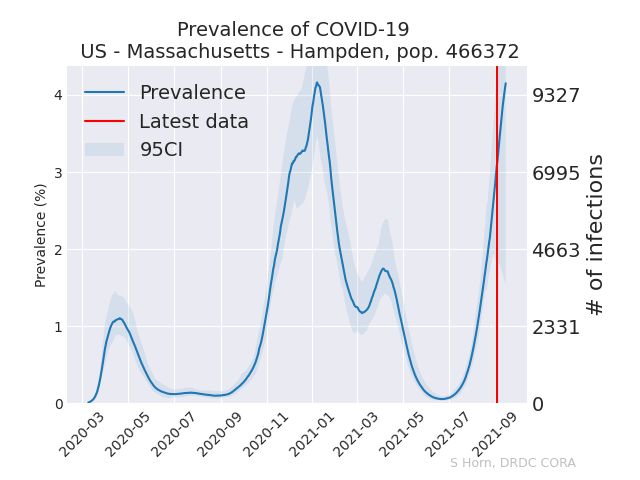 Prevalence of COVID-19
US - Massachusetts - Hampden, pop. 466372
Prevalence
Latest data
95CI
Prevalence (%)
4
3
2
1
0
9327
6995
4663
2331
0
# of infections
2020-03
2020-05
2020-07
2020-09
2020-11
2021-01
2021-03
2021-05
2021-07
2021-09
S Horn, DRDC CORA